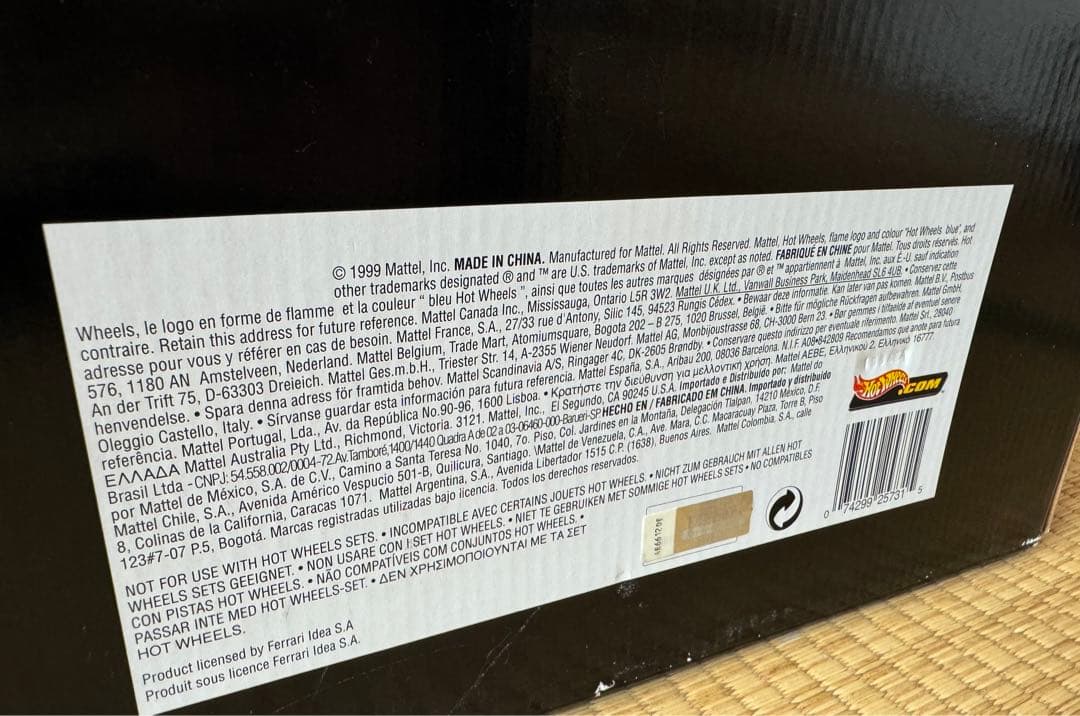 © 1999 Mattel, Inc. MADE IN CHINA. Manufactured for Mattel. All Rights Reserved. Mattel, Hot Wheels, flame logo and colour "Hot Wheels blue", and
other trademarks designated ® and ™ are U.S. trademarks of Mattel, Inc. except as noted. FABRIQUÉ EN CHINE pour Mattel. Tous droits réservés. Hot
Wheels, le logo en forme de flamme et la couleur " bleu Hot Wheels ", ainsi que toutes les autres marques désignées par ® et ™ appartiennent à Mattel, Inc. aux É.-U. sauf indication
contraire. Retain this address for future reference. Mattel Canada Inc., Mississauga, Ontario L5R 3W2. Mattel U.K. Ltd., Vanwall Business Park, Maidenhead SL6 4UB. • Conservez cette
adresse pour vous y référer en cas de besoin. Mattel France, S.A., 27/33 rue d'Antony, Silic 145, 94523 Rungis Cédex. • Bewaar deze informatie. Kan later van pas komen. Mattel B.V., Postbus
576, 1180 AN Amstelveen, Nederland. Mattel Belgium, Trade Mart, Atomiumsquare, Bogota 202 – B 275, 1020 Brussel, België. • Bitte für mögliche Rückfragen aufbewahren. Mattel GmbH,
An der Trift 75, D-63303 Dreieich. Mattel Ges.m.b.H., Triester Str. 14, A-2355 Wiener Neudorf. Mattel AG, Monbijoustrasse 68, CH-3000 Bern 23. • Bør gemmes i tilfælde af eventuel senere
henvendelse. • Spara denna adress för framtida behov. Mattel Scandinavia A/S, Ringager 4C, DK-2605 Brøndby. • Conservare questo indirizzo per eventuale riferimento. Mattel Srl., 28040
Oleggio Castello, Italy. • Sírvanse guardar esta información para futura referencia. Mattel España, S.A., Aribau 200, 08036 Barcelona. N.I.F. A08-842809 Recomendamos que anote para futura
referência. Mattel Portugal, Lda., Av. da República No.90-96, 1600 Lisboa. • Κρατήστε την διεύθυνση για μελλοντική χρήση. Mattel AEBE, Ελληνικού 2, Ελληνικό 16777.
ΕΛΛΑΔΑ Mattel Australia Pty Ltd., Richmond, Victoria. 3121. Mattel, Inc., El Segundo, CA 90245 U.S.A. Importado e Distribuído por: Mattel do
Brasil Ltda -CNPJ: 54.558.002/0004-72.Av.Tamboré,1400/1440 Quadra A de 02 a 03-06460-000-Barueri-SP HECHO EN / FABRICADO EM CHINA. Importado y distribuido
por Mattel de México, S.A. de C.V., Camino a Santa Teresa No. 1040, 7o. Piso, Col. Jardines en la Montaña, Delegación Tlalpan, 14210 México, D.F.
Mattel Chile, S.A., Avenida Américo Vespucio 501-B, Quilicura, Santiago. Mattel de Venezuela, C.A., Ave. Mara, C.C. Macaracuay Plaza, Torre B, Piso
8, Colinas de la California, Caracas 1071. Mattel Argentina, S.A., Avenida Libertador 1515 C.P. (1638), Buenos Aires. Mattel Colombia, S.A., calle
123#7-07 P.5, Bogotá. Marcas registradas utilizadas bajo licencia. Todos los derechos reservados.
NOT FOR USE WITH HOT WHEELS SETS. • INCOMPATIBLE AVEC CERTAINS JOUETS HOT WHEELS. • NICHT ZUM GEBRAUCH MIT ALLEN HOT
WHEELS SETS GEEIGNET. • NON USARE CON I SET HOT WHEELS. • NIET TE GEBRUIKEN MET SOMMIGE HOT WHEELS SETS • NO COMPATIBLES
CON PISTAS HOT WHEELS. • NÃO COMPATÍVEIS COM CONJUNTOS HOT WHEELS. •
PASSAR INTE MED HOT WHEELS-SET. • ΔΕΝ ΧΡΗΣΙΜΟΠΟΙΟΥΝΤΑΙ ΜΕ ΤΑ ΣΕΤ
HOT WHEELS.
Product licensed by Ferrari Idea S.A
Produit sous licence Ferrari Idea S.A.
HOT WHEELS.COM
0 74299 25731 5